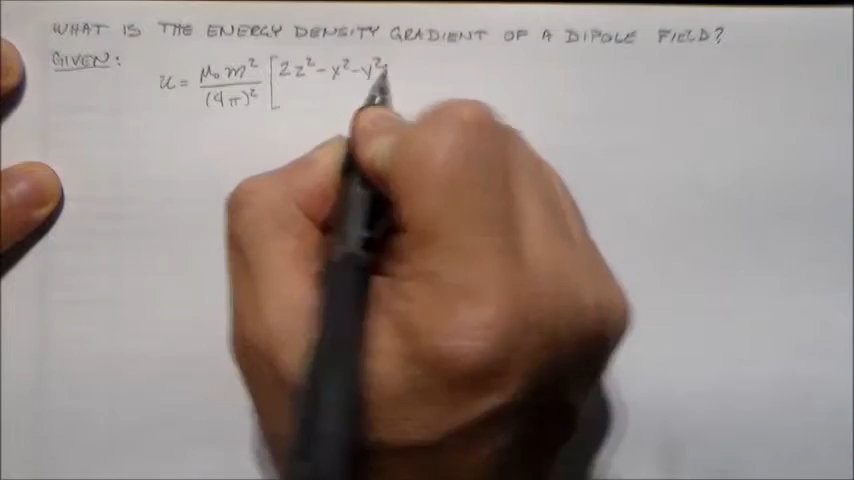 WHAT IS THE ENERGY DENSITY GRADIENT OF A DIPOLE FIELD?
GIVEN:
u = μ₀m²/(4π)² [2z²-x²-y²